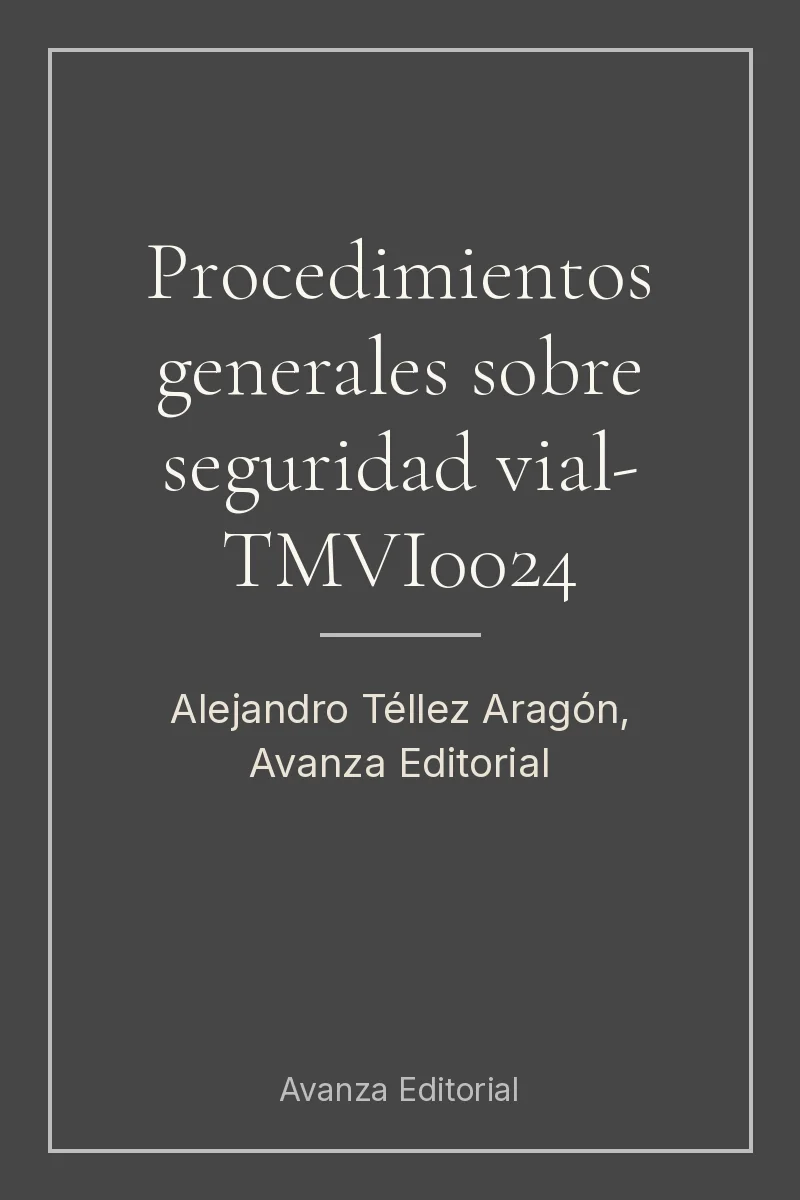 Procedimientos
generales sobre
seguridad vial-
TMVI0024
Alejandro Téllez Aragón,
Avanza Editorial
Avanza Editorial